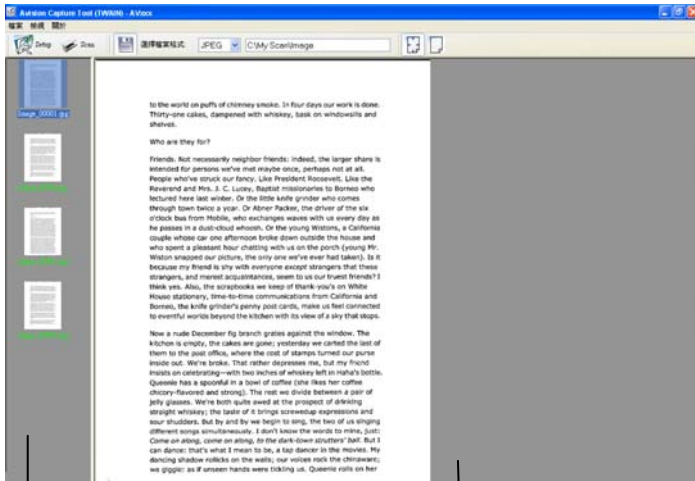 Avision Capture Tool (TWAIN) - AV
檔案 檢視 關於
Setup Scan 選擇檔案格式: JPEG C:\My Scan\Image
Image_00001.jpg
to the world on puffs of chimney smoke. In four days our work is done.
Thirty-one cakes, dampened with whiskey, bask on windowsills and
shelves.
Who are they for?
Friends. Not necessarily neighbor friends: indeed, the larger share is
intended for persons we've met maybe once, perhaps not at all.
People who've struck our fancy. Like President Roosevelt. Like the
Reverend and Mrs. J. C. Lucey, Baptist missionaries to Borneo who
lectured here last winter. Or the little knife grinder who comes
through town twice a year. Or Abner Packer, the driver of the six
o'clock bus from Mobile, who exchanges waves with us every day as
he passes in a dust-cloud whoosh. Or the young Wistons, a California
couple whose car one afternoon broke down outside the house and
who spent a pleasant hour chatting with us on the porch (young Mr.
Wiston snapped our picture, the only one we've ever had taken). Is it
because my friend is shy with everyone except strangers that these
strangers, and merest acquaintances, seem to us our truest friends? I
think yes. Also, the scrapbooks we keep of thank-you's on White
House stationery, time-to-time communications from California and
Borneo, the knife grinder's penny post cards, make us feel connected
to eventful worlds beyond the kitchen with its view of a sky that stops.
Now a nude December fig branch grates against the window. The
kitchen is empty, the cakes are gone; yesterday we carted the last of
them to the post office, where the cost of stamps turned our purse
inside out. We're broke. That rather depresses me, but my friend
insists on celebrating—with two inches of whiskey left in Haha's bottle.
Queenie has a spoonful in a bowl of coffee (she likes her coffee
chicory-flavored and strong). The rest we divide between a pair of
jelly glasses. We're both quite awed at the prospect of drinking
straight whiskey; the taste of it brings screwedup expressions and
sour shudders. But by and by we begin to sing, the two of us singing
different songs simultaneously. I don't know the words to mine, just:
Come on along, come on along, to the dark-town strutters' ball. But I
can dance: that's what I mean to be, a tap dancer in the movies. My
dancing shadow rollicks on the walls; our voices rock the chinaware;
we giggle: as if unseen hands were tickling us. Queenie rolls on her